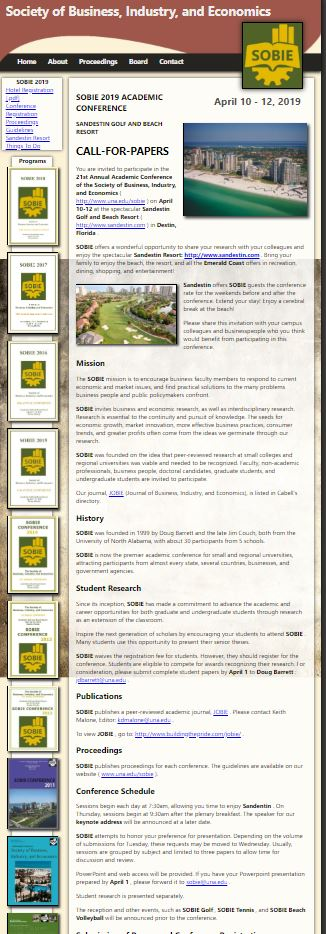 Society of Business, Industry, and Economics
SOBIE
Home About Proceedings Board Contact
SOBIE 2019
Hotel Registration
(.pdf)
Conference
Registration
Proceedings
Guidelines
Sandestin Resort
Things To Do
Programs
SOBIE 2018
SOBIE 2017
SOBIE 2016
SOBIE 2015
SOBIE CONFERENCE
SOBIE CONFERENCE
SOBIE CONFERENCE
2011
SOBIE 2019 ACADEMIC
CONFERENCE
April 10 - 12, 2019
SANDESTIN GOLF AND BEACH
RESORT
CALL-FOR-PAPERS
You are invited to participate in the
21st Annual Academic Conference
of the Society of Business, Industry,
and Economics (
http://www.una.edu/sobie ) on April
10-12 at the spectacular Sandestin
Golf and Beach Resort (
http://www.sandestin.com ) in Destin,
Florida
SOBIE offers a wonderful opportunity to share your research with your colleagues and
enjoy the spectacular Sandestin Resort: http://www.sandestin.com . Bring your
family to enjoy the beach, the resort, and all the Emerald Coast offers in recreation,
dining, shopping, and entertainment!
Sandestin offers SOBIE guests the conference
rate for the weekends before and after the
conference. Extend your stay! Enjoy a cerebral
break at the beach!
Please share this invitation with your campus
colleagues and businesspeople who you think
would benefit from participating in this
conference.
Mission
The SOBIE mission is to encourage business faculty members to respond to current
economic and market issues, and find practical solutions to the many problems
business people and public policymakers confront.
SOBIE invites business and economic research, as well as interdisciplinary research.
Research is essential to the continuity and pursuit of knowledge. The seeds for
economic growth, market innovation, more effective business practices, consumer
trends, and greater profits often come from the ideas we germinate through our
research.
SOBIE was founded on the idea that peer-reviewed research at small colleges and
regional universities was viable and needed to be recognized. Faculty, non-academic
professionals, business people, doctoral candidates, graduate students, and
undergraduate students are invited to participate.
Our journal, JOBIE (Journal of Business, Industry, and Economics), is listed in Cabell's
directory.
History
SOBIE was founded in 1999 by Doug Barrett and the late Jim Couch, both from the
University of North Alabama, with about 30 participants from 5 schools.
SOBIE is now the premier academic conference for small and regional universities,
attracting participants from almost every state, several countries, businesses, and
government agencies.
Student Research
Since its inception, SOBIE has made a commitment to advance the academic and
career opportunities for both graduate and undergraduate students through research
as an extension of the classroom.
Inspire the next generation of scholars by encouraging your students to attend SOBIE .
Many students use this opportunity to present their senior theses.
SOBIE waives the registration fee for students. However, they should register for the
conference. Students are eligible to compete for awards recognizing their research. For
consideration, please submit complete student papers by April 1 to Doug Barrett .
jdbarrett@una.edu .
Publications
SOBIE publishes a peer-reviewed academic journal, JOBIE . Please contact Keith
Malone, Editor: kdmalone@una.edu .
To view JOBIE , go to: http://www.buildingthepride.com/jobie/ .
Proceedings
SOBIE publishes proceedings for each conference. The guidelines are available on our
website ( www.una.edu/sobie ).
Conference Schedule
Sessions begin each day at 7:30am, allowing you time to enjoy Sandestin . On
Thursday, sessions start at 9:30am after the plenary breakfast. The speaker for our
keynote address will be announced at a later date.
SOBIE attempts to honor your preference for presentation. Depending on the volume
of submissions for Tuesday, these requests may be moved to Wednesday. Usually,
sessions are grouped by subject and limited to three papers to allow time for
discussion and review.
PowerPoint and web access will be provided. If you have your Powerpoint presentation
prepared by April 1 , please forward it to sobie@una.edu .
Student research is presented separately.
The reception and other events, such as SOBIE Golf , SOBIE Tennis , and SOBIE Beach
Volleyball will be announced prior to the conference.